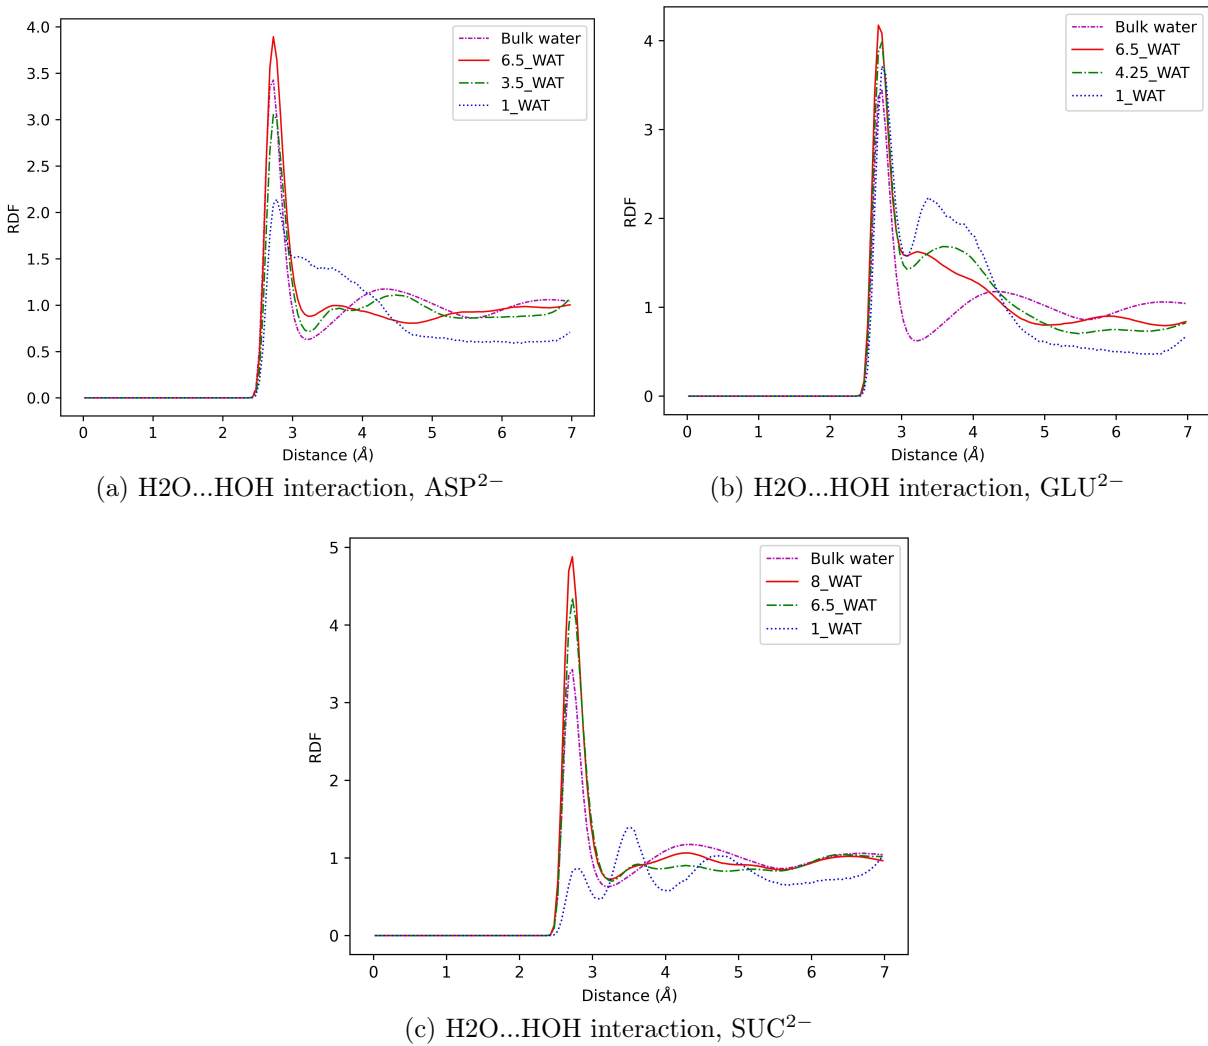 4.0
3.5
3.0
2.5
2.0
1.5
1.0
0.5
0.0
RDF
Bulk water
6.5_WAT
3.5_WAT
1_WAT
0 1 2 3 4 5 6 7
Distance (Å)
(a) H2O...HOH interaction, ASP²⁻
4
3
2
1
0
RDF
Bulk water
6.5_WAT
4.25_WAT
1_WAT
0 1 2 3 4 5 6 7
Distance (Å)
(b) H2O...HOH interaction, GLU²⁻
5
4
3
2
1
0
RDF
Bulk water
8_WAT
6.5_WAT
1_WAT
0 1 2 3 4 5 6 7
Distance (Å)
(c) H2O...HOH interaction, SUC²⁻